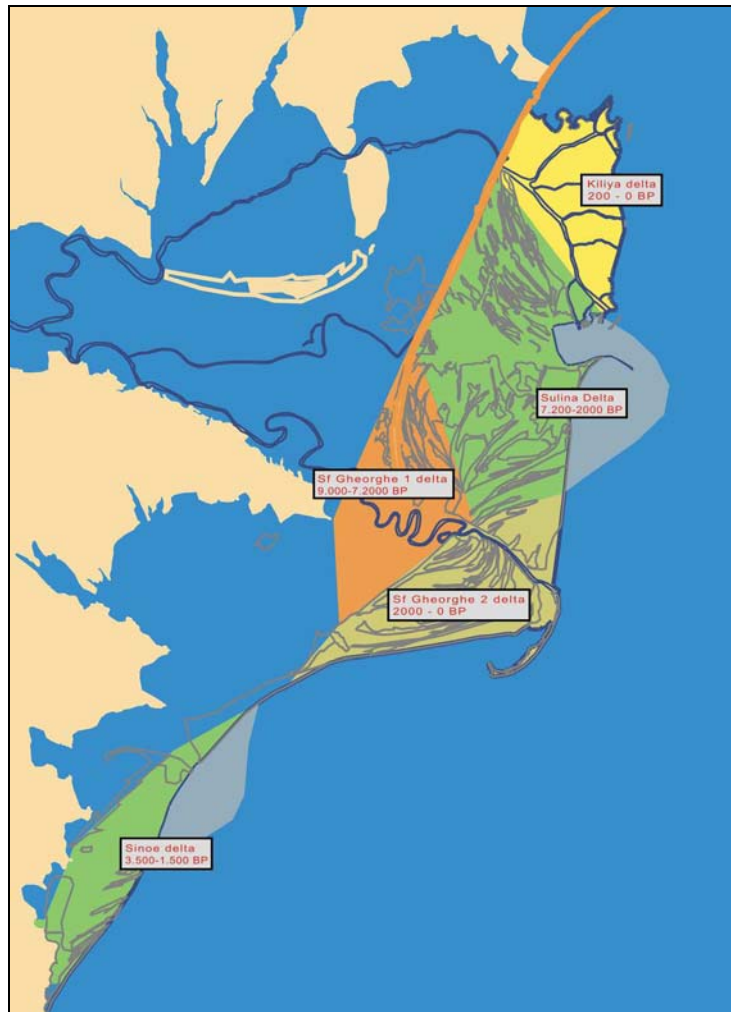 Kiliya delta
200 - 0 BP
Sulina Delta
7.200-2000 BP
Sf Gheorghe 1 delta
9.000-7.2000 BP
Sf Gheorghe 2 delta
2000 - 0 BP
Sinoe delta
3.500-1.500 BP